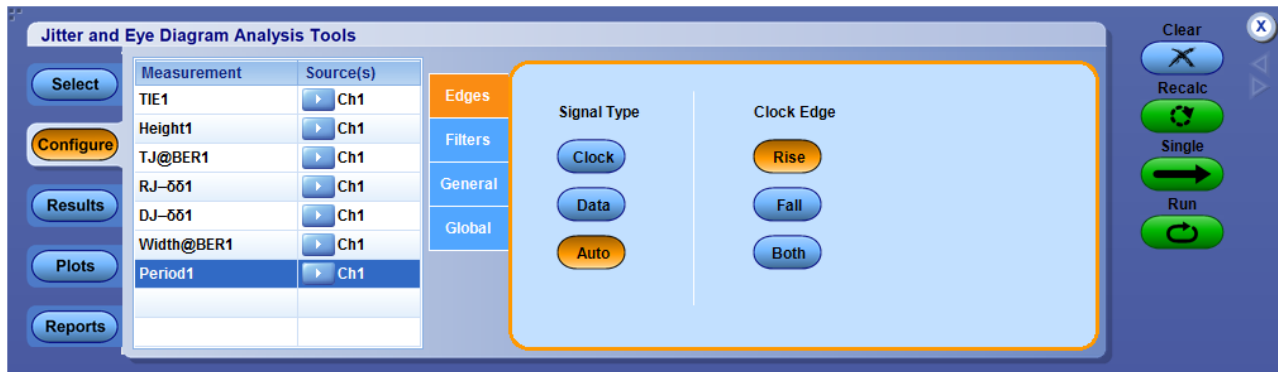 Jitter and Eye Diagram Analysis Tools
X
Select
Configure
Results
Plots
Reports
Measurement Source(s)
TIE1 Ch1
Height1 Ch1
TJ@BER1 Ch1
RJ–δδ1 Ch1
DJ–δδ1 Ch1
Width@BER1 Ch1
Period1 Ch1
Edges
Filters
General
Global
Signal Type
Clock
Data
Auto
Clock Edge
Rise
Fall
Both
Clear
Recalc
Single
Run